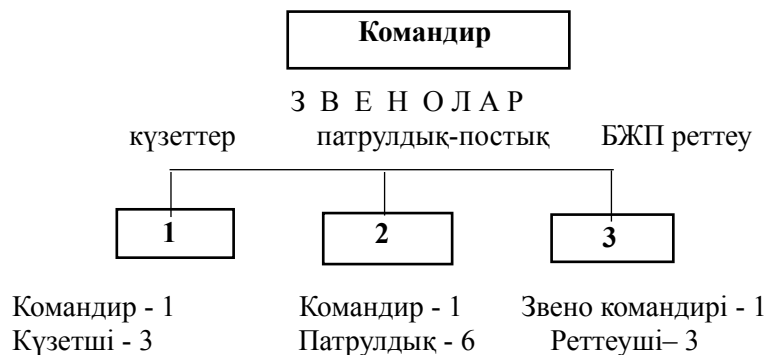 Командир
З В Е Н О Л А Р
күзеттер патрулдық-постық БЖП реттеу
1 2 3
Командир - 1 Командир - 1 Звено командирі - 1
Күзетші - 3 Патрулдық - 6 Реттеуші– 3